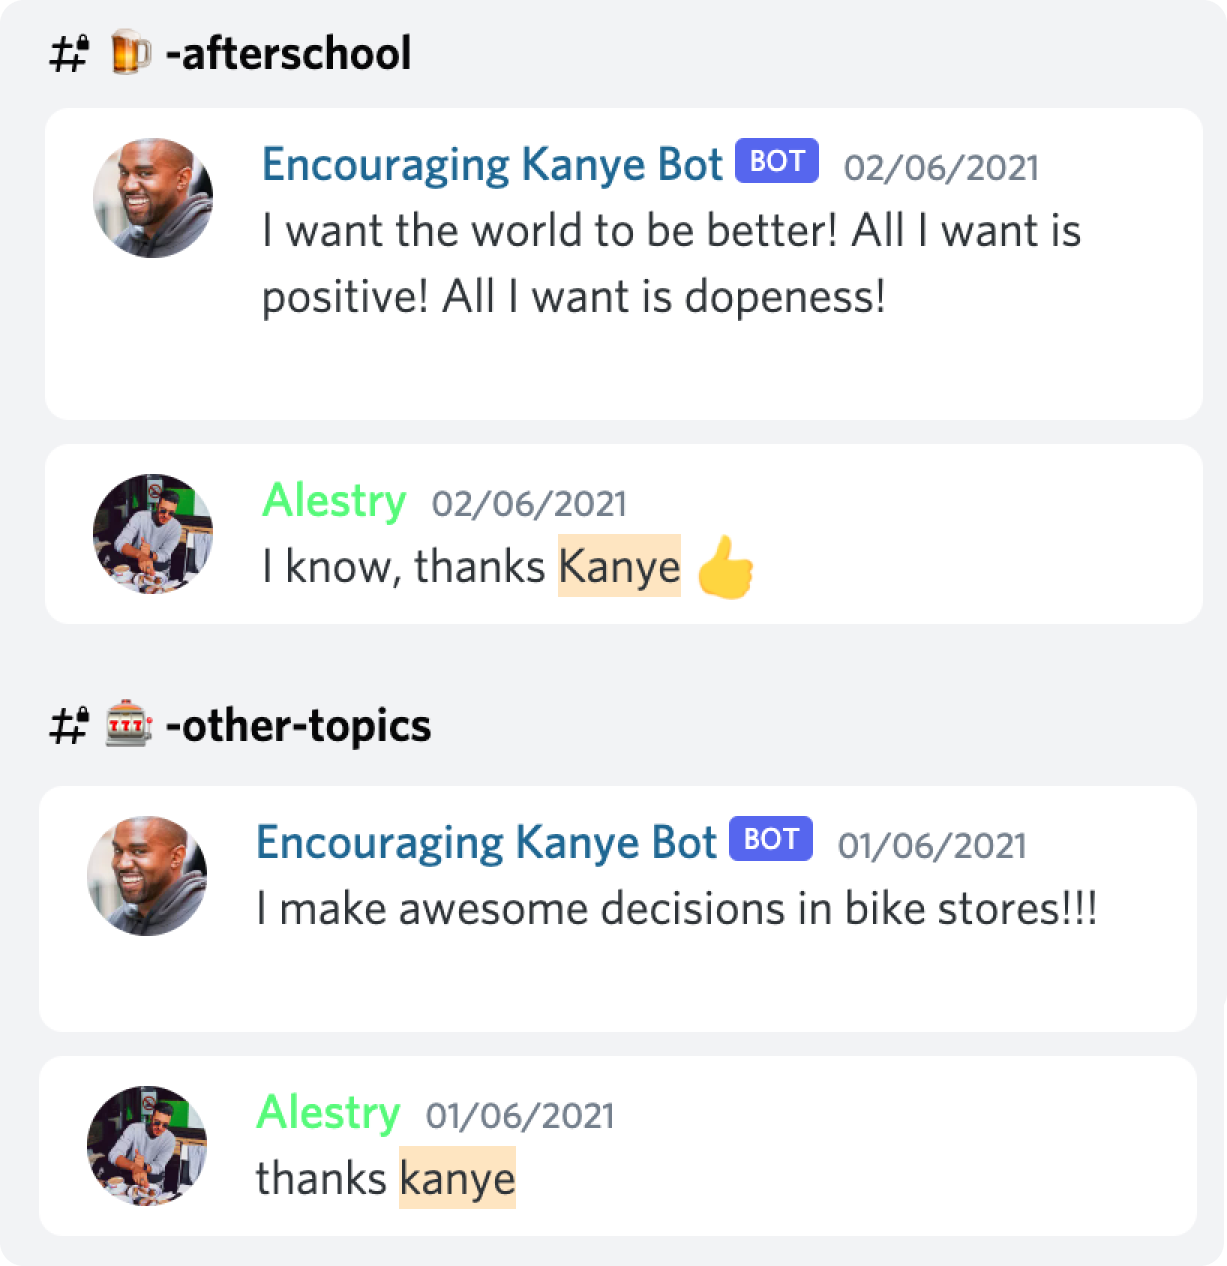 # 🍺 -afterschool
Encouraging Kanye Bot BOT 02/06/2021
I want the world to be better! All I want is
positive! All I want is dopeness!
Alestry 02/06/2021
I know, thanks Kanye 👍
# 🎰 -other-topics
Encouraging Kanye Bot BOT 01/06/2021
I make awesome decisions in bike stores!!!
Alestry 01/06/2021
thanks kanye